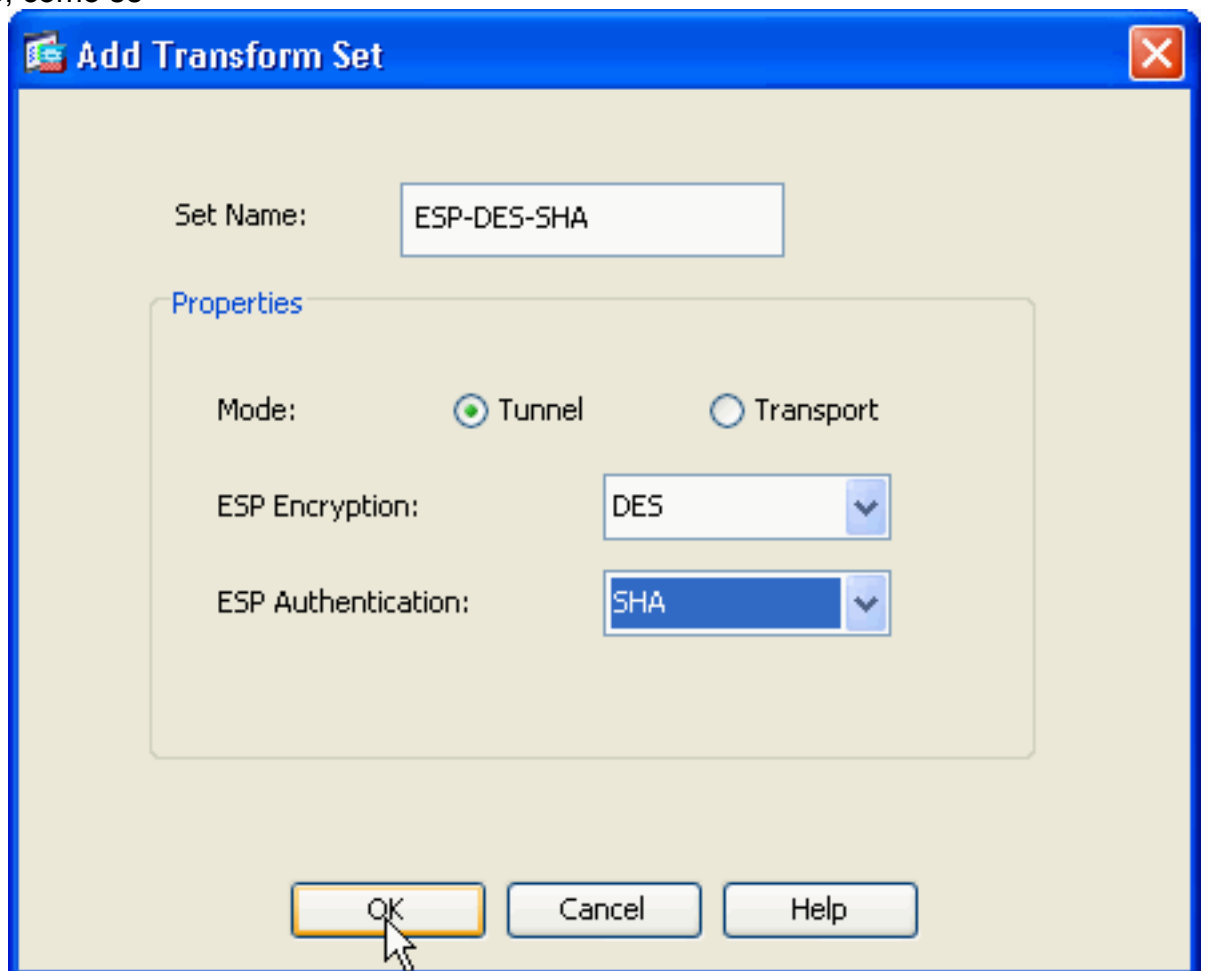 Add Transform Set
Set Name: ESP-DES-SHA
Properties
Mode: Tunnel Transport
ESP Encryption: DES
ESP Authentication: SHA
OK Cancel Help